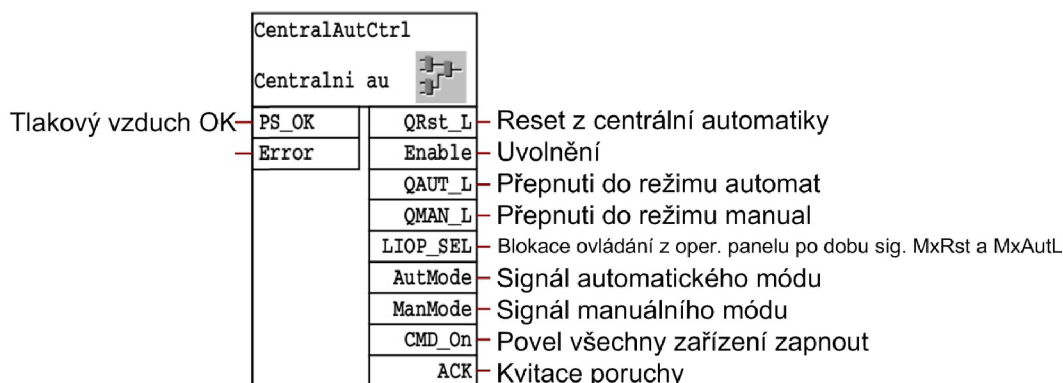 CentralAutCtrl
Centralni au
Tlakový vzduch OK PS_OK QRst_L Reset z centrální automatiky
Error Enable Uvolnění
QAUT_L Přepnuti do režimu automat
QMAN_L Přepnuti do režimu manual
LIOP_SEL Blokace ovládání z oper. panelu po dobu sig. MxRst a MxAutL
AutMode Signál automatického módu
ManMode Signál manuálního módu
CMD_On Povel všechny zařízení zapnout
ACK Kvitace poruchy